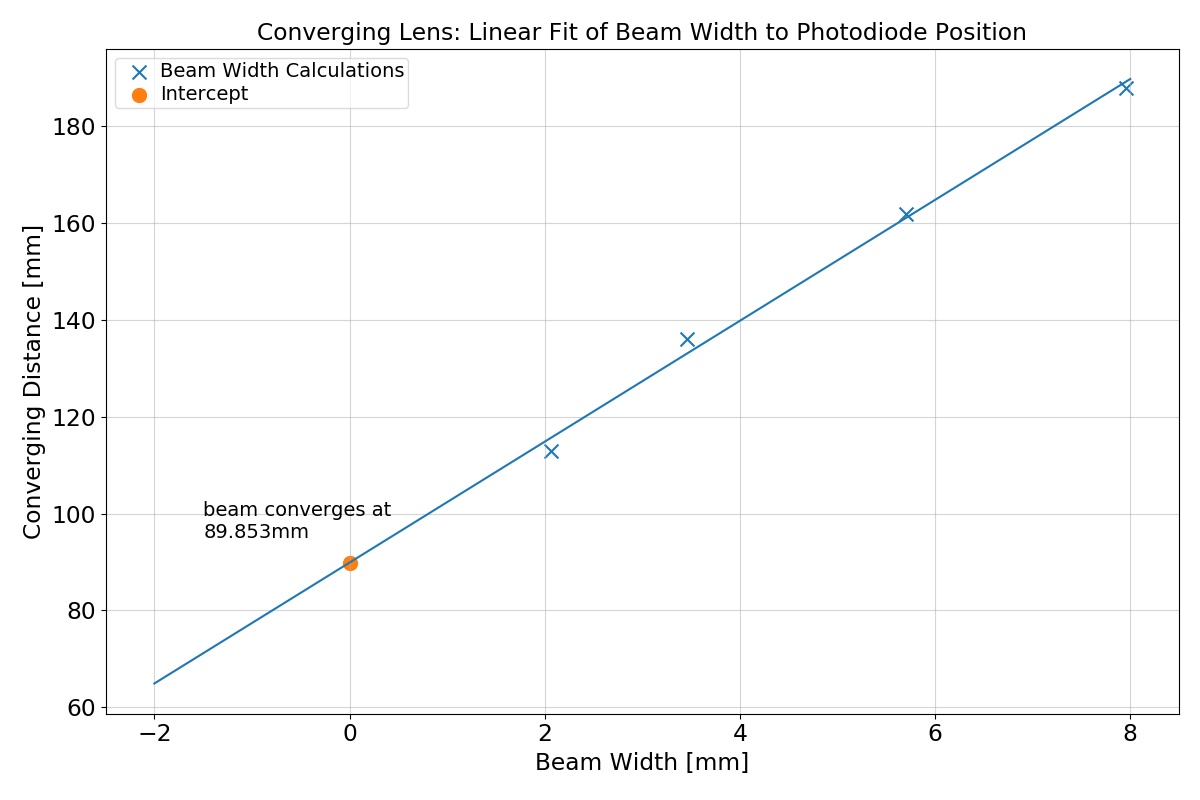 Converging Lens: Linear Fit of Beam Width to Photodiode Position
Beam Width Calculations
Intercept
180
160
140
120
100
80
60
Converging Distance [mm]
beam converges at
89.853mm
−2
0
2
4
6
8
Beam Width [mm]